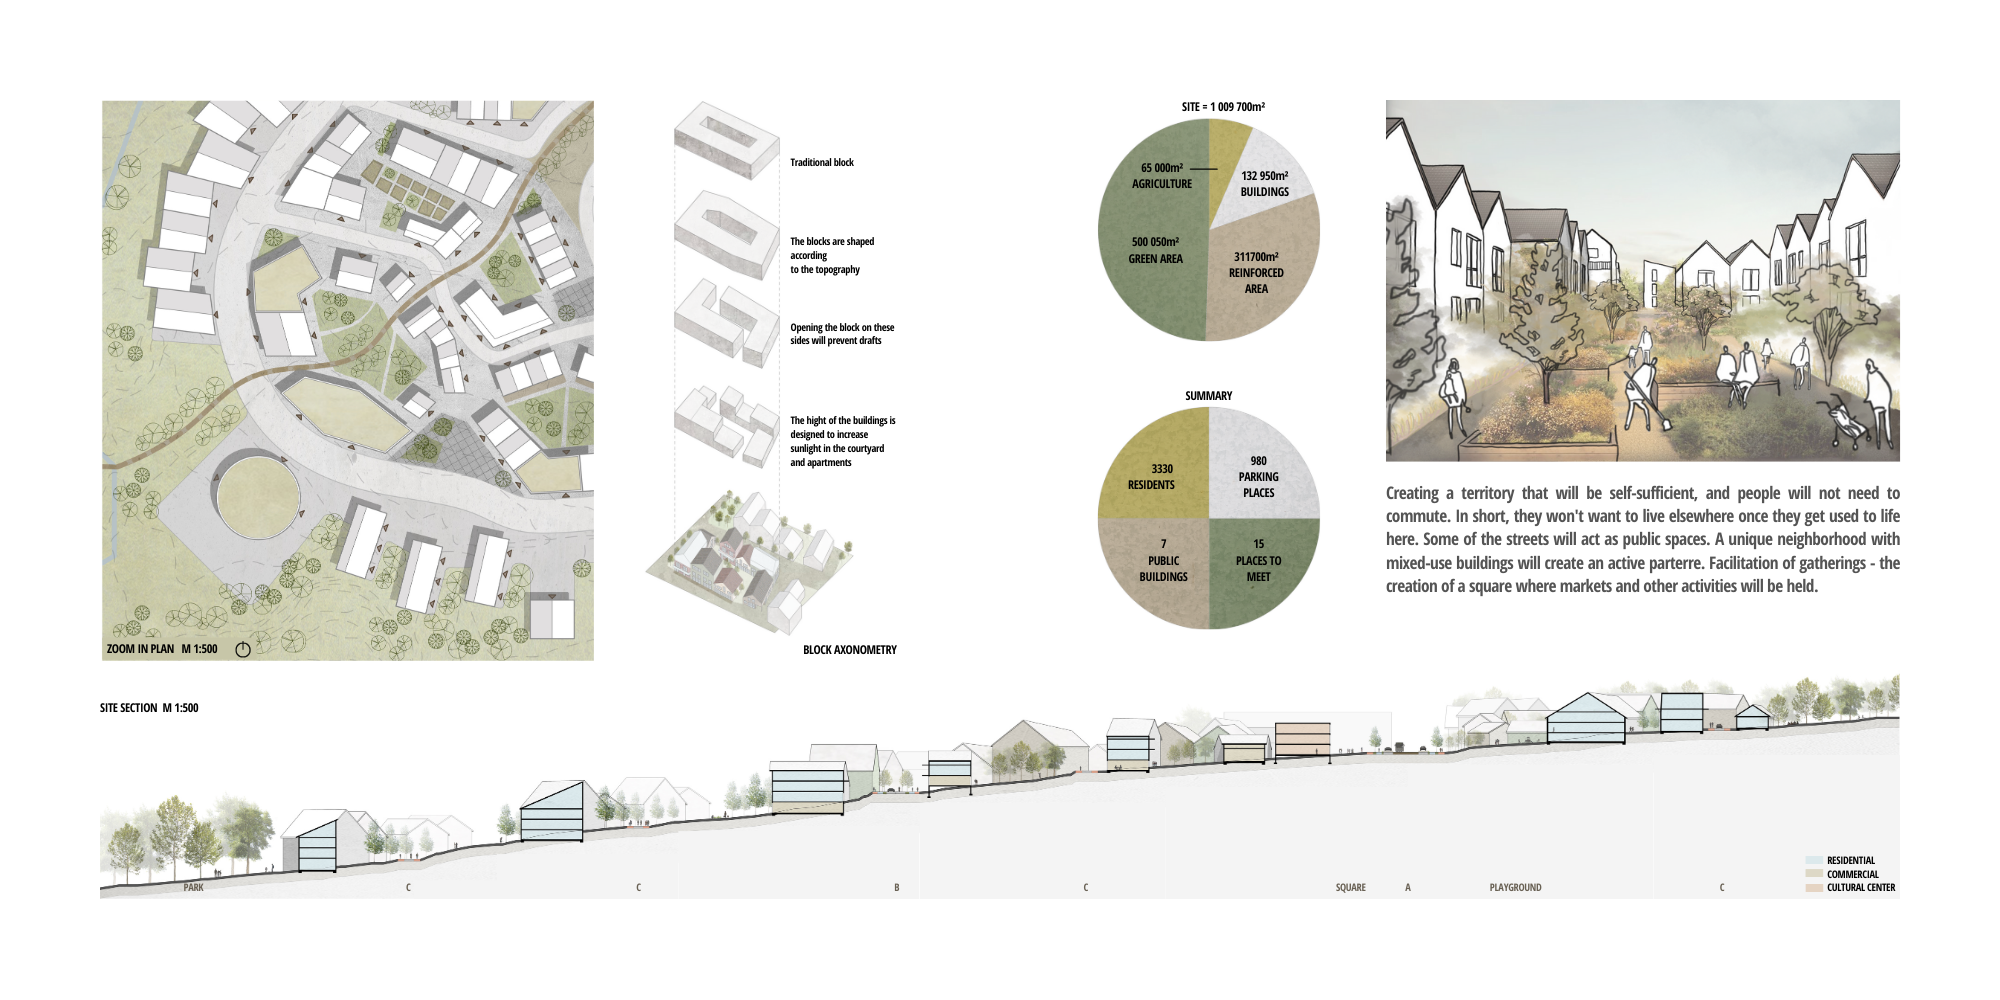 ZOOM IN PLAN M 1:500
Traditional block
The blocks are shaped
according
to the topography
Opening the block on these
sides will prevent drafts
The hight of the buildings is
designed to increase
sunlight in the courtyard
and apartments
BLOCK AXONOMETRY
SITE = 1 009 700m²
65 000m²
AGRICULTURE
132 950m²
BUILDINGS
500 050m²
GREEN AREA
311700m²
REINFORCED
AREA
SUMMARY
3330
RESIDENTS
980
PARKING
PLACES
7
PUBLIC
BUILDINGS
15
PLACES TO
MEET
Creating a territory that will be self-sufficient, and people will not need to
commute. In short, they won't want to live elsewhere once they get used to life
here. Some of the streets will act as public spaces. A unique neighborhood with
mixed-use buildings will create an active parterre. Facilitation of gatherings - the
creation of a square where markets and other activities will be held.
SITE SECTION M 1:500
PARK C C B C SQUARE A PLAYGROUND C
RESIDENTIAL
COMMERCIAL
CULTURAL CENTER